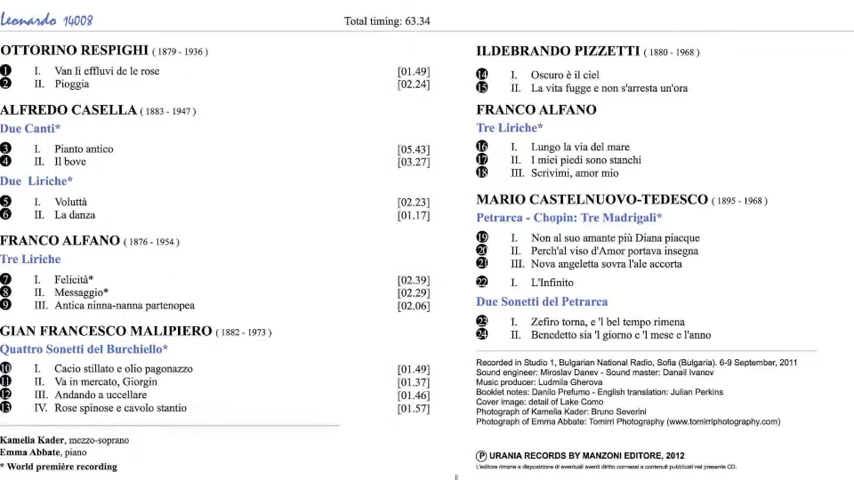 Leonardo 14008
Total timing: 63.34
OTTORINO RESPIGHI ( 1879 - 1936 )
1 I. Van li effluvi de le rose [01.49]
2 II. Pioggia [02.24]
ALFREDO CASELLA ( 1883 - 1947 )
Due Canti*
3 I. Pianto antico [05.43]
4 II. Il bove [03,27]
Due Liriche*
5 I. Voluttà [02.23]
6 II. La danza [01.17]
FRANCO ALFANO ( 1876 - 1954 )
Tre Liriche
7 I. Felicità* [02.39]
8 II. Messaggio* [02.29]
9 III. Antica ninna-nanna partenopea [02.06]
GIAN FRANCESCO MALIPIERO ( 1882 - 1973 )
Quattro Sonetti del Burchiello*
10 I. Cacio stillato e olio pagonazzo [01.49]
11 II. Va in mercato, Giorgin [01.37]
12 III. Andando a uccellare [01.46]
13 IV. Rose spinose e cavolo stantio [01.57]
Kamelia Kader, mezzo-soprano
Emma Abbate, piano
* World première recording
ILDEBRANDO PIZZETTI ( 1880 - 1968 )
14 I. Oscuro è il ciel
15 II. La vita fugge e non s'arresta un'ora
FRANCO ALFANO
Tre Liriche*
16 I. Lungo la via del mare
17 II. I miei piedi sono stanchi
18 III. Scrivimi, amor mio
MARIO CASTELNUOVO-TEDESCO ( 1895 - 1968 )
Petrarca - Chopin: Tre Madrigali*
19 I. Non al suo amante più Diana piacque
20 II. Perch'al viso d'Amor portava insegna
21 III. Nova angeletta sovra l'ale accorta
22 I. L'Infinito
Due Sonetti del Petrarca
23 I. Zefiro torna, e 'l bel tempo rimena
24 II. Benedetto sia 'l giorno e 'l mese e l'anno
Recorded in Studio 1, Bulgarian National Radio, Sofia (Bulgaria). 6-9 September, 2011
Sound engineer: Miroslav Danev - Sound master: Danail Ivanov
Music producer: Ludmila Gherova
Booklet notes: Danilo Prefumo - English translation: Julian Perkins
Cover image: detail of Lake Como
Photograph of Kamelia Kader: Bruno Severini
Photograph of Emma Abbate: Tomirri Photography (www.tomirriphotography.com)
Ⓟ URANIA RECORDS BY MANZONI EDITORE, 2012
L'editore rimane a disposizione di eventuali aventi diritto connessi a contenuti pubblicati nel presente CD.